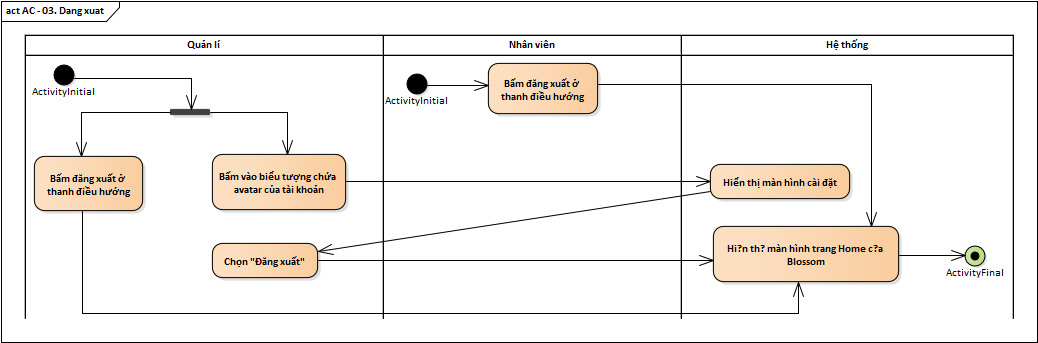 act AC - 03. Dang xuat
Quản lí
Nhân viên
Hệ thống
ActivityInitial
ActivityInitial
Bấm đăng xuất ở
thanh điều hướng
Bấm đăng xuất ở
thanh điều hướng
Bấm vào biểu tượng chứa
avatar của tài khoản
Hiển thị màn hình cài đặt
Chọn "Đăng xuất"
Hi?n th? màn hình trang Home c?a
Blossom
ActivityFinal